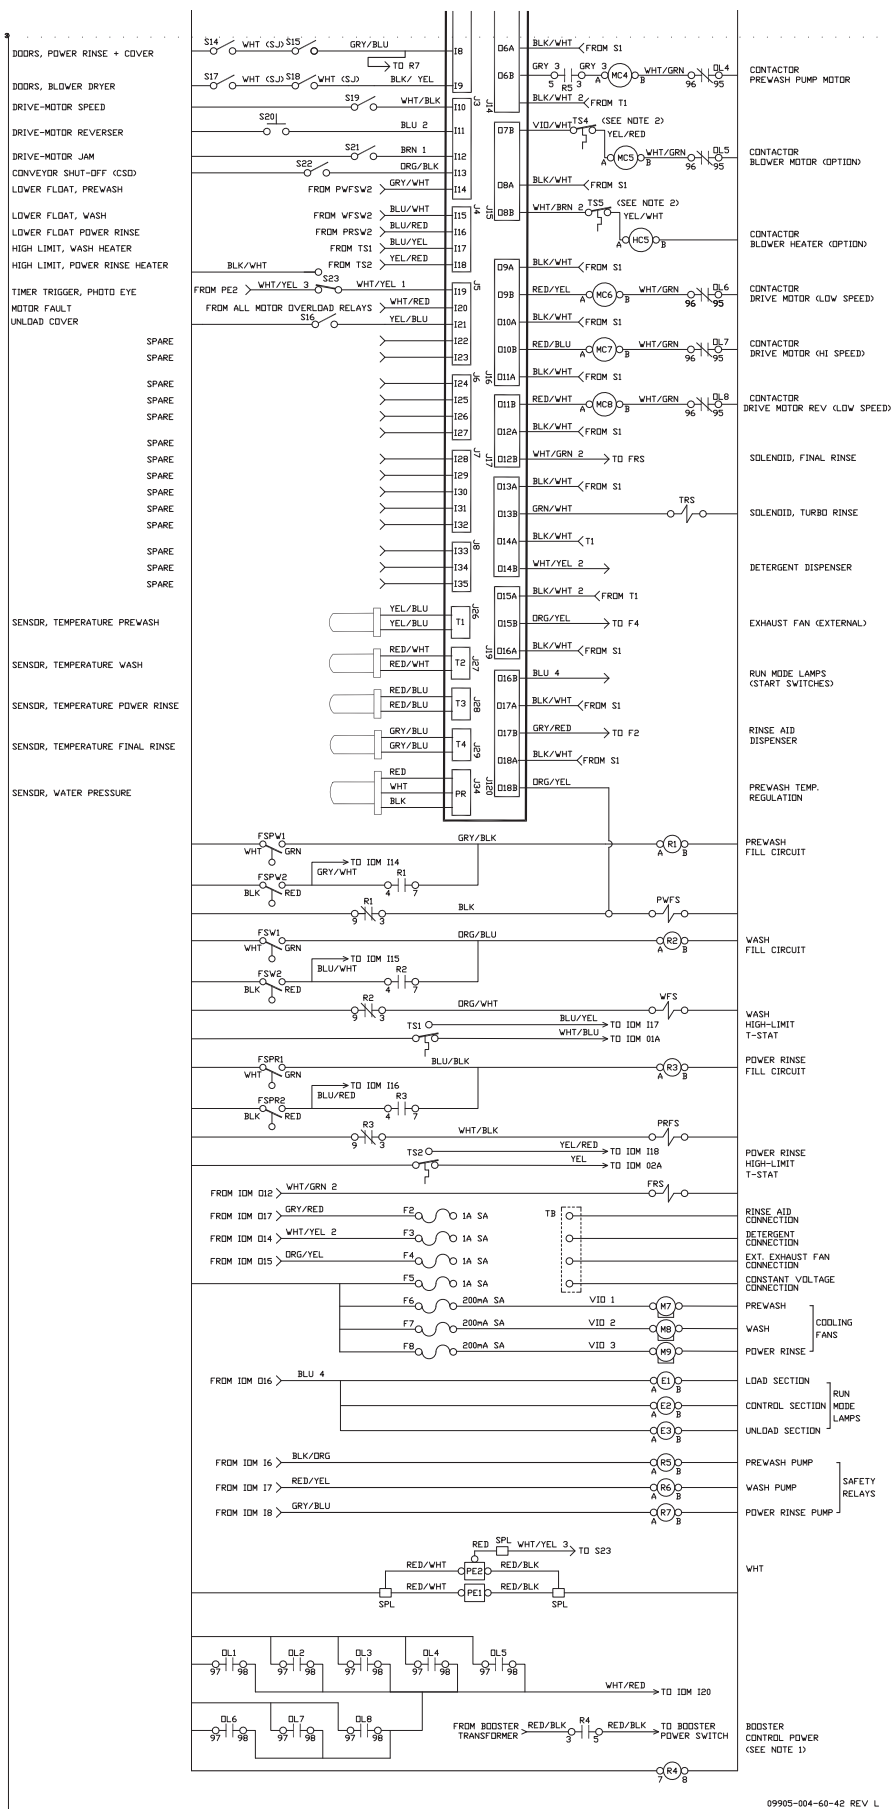 DOORS, POWER RINSE + COVER S14 WHT (SJ) S15 GRY/BLU I8
TO R7
DOORS, BLOWER DRYER S17 WHT (SJ) S18 WHT (SJ) BLK/ YEL I9
J3
DRIVE-MOTOR SPEED S19 WHT/BLK I10
DRIVE-MOTOR REVERSER S20 BLU 2 I11
DRIVE-MOTOR JAM S21 BRN 1 I12
CONVEYOR SHUT-OFF (CSO) S22 ORG/BLK I13
LOWER FLOAT, PREWASH FROM PWFSW2 GRY/WHT I14
J4
LOWER FLOAT, WASH FROM WFSW2 BLU/WHT I15
LOWER FLOAT POWER RINSE FROM PRSW2 BLU/RED I16
HIGH LIMIT, WASH HEATER FROM TS1 BLU/YEL I17
HIGH LIMIT, POWER RINSE HEATER BLK/WHT FROM TS2 YEL/RED I18
J5
TIMER TRIGGER, PHOTO EYE FROM PE2 WHT/YEL 3 S23 WHT/YEL 1 I19
MOTOR FAULT FROM ALL MOTOR OVERLOAD RELAYS WHT/RED I20
UNLOAD COVER S16 YEL/BLU I21
SPARE I22
SPARE I23
J6
SPARE I24
SPARE I25
SPARE I26
SPARE I27
J7
SPARE I28
SPARE I29
SPARE I30
SPARE I31
SPARE I32
J8
SPARE I33
SPARE I34
SPARE I35
SENSOR, TEMPERATURE PREWASH YEL/BLU YEL/BLU T1 J26
SENSOR, TEMPERATURE WASH RED/WHT RED/WHT T2 J27
SENSOR, TEMPERATURE POWER RINSE RED/BLU RED/BLU T3 J28
SENSOR, TEMPERATURE FINAL RINSE GRY/BLU GRY/BLU T4 J29
SENSOR, WATER PRESSURE RED WHT BLK PR J34
O6A BLK/WHT FROM S1
O6B GRY 3 5 R5 3 GRY 3 A MC4 B WHT/GRN 96 OL4 95 CONTACTOR
PREWASH PUMP MOTOR
J14
BLK/WHT 2 FROM T1
O7B VIO/WHT TS4 (SEE NOTE 2)
YEL/RED
A MC5 B WHT/GRN 96 OL5 95 CONTACTOR
BLOWER MOTOR (OPTION)
O8A BLK/WHT FROM S1
J15
O8B WHT/BRN 2 TS5 (SEE NOTE 2)
YEL/WHT
A HC5 B CONTACTOR
BLOWER HEATER (OPTION)
O9A BLK/WHT FROM S1
O9B RED/YEL A MC6 B WHT/GRN 96 OL6 95 CONTACTOR
DRIVE MOTOR (LOW SPEED)
O10A BLK/WHT FROM S1
O10B RED/BLU A MC7 B WHT/GRN 96 OL7 95 CONTACTOR
DRIVE MOTOR (HI SPEED)
J16
O11A BLK/WHT FROM S1
O11B RED/WHT A MC8 B WHT/GRN 96 OL8 95 CONTACTOR
DRIVE MOTOR REV (LOW SPEED)
O12A BLK/WHT FROM S1
J17
O12B WHT/GRN 2 TO FRS SOLENOID, FINAL RINSE
O13A BLK/WHT FROM S1
O13B GRN/WHT TRS SOLENOID, TURBO RINSE
O14A BLK/WHT T1
O14B WHT/YEL 2 DETERGENT DISPENSER
O15A BLK/WHT 2 FROM T1
O15B ORG/YEL TO F4 EXHAUST FAN (EXTERNAL)
J19
O16A BLK/WHT FROM S1
O16B BLU 4 RUN MODE LAMPS
(START SWITCHES)
O17A BLK/WHT FROM S1
O17B GRY/RED TO F2 RINSE AID
DISPENSER
O18A BLK/WHT FROM S1
J120
O18B ORG/YEL PREWASH TEMP.
REGULATION
FSPW1 WHT GRN GRY/BLK A R1 B PREWASH
FILL CIRCUIT
TO IOM I14
GRY/WHT
FSPW2 BLK RED 4 R1 7
9 R1 3 BLK PWFS
FSW1 WHT GRN ORG/BLU A R2 B WASH
FILL CIRCUIT
TO IOM I15
BLU/WHT
FSW2 BLK RED 4 R2 7
9 R2 3 ORG/WHT WFS
TS1 BLU/YEL TO IOM I17
WHT/BLU TO IOM 01A
WASH
HIGH-LIMIT
T-STAT
FSPR1 WHT GRN BLU/BLK A R3 B POWER RINSE
FILL CIRCUIT
TO IOM I16
BLU/RED
FSPR2 BLK RED 4 R3 7
9 R3 3 WHT/BLK PRFS
TS2 YEL/RED TO IOM I18
YEL TO IOM 02A
POWER RINSE
HIGH-LIMIT
T-STAT
FROM IOM O12 WHT/GRN 2 FRS
FROM IOM O17 GRY/RED F2 1A SA TB RINSE AID
CONNECTION
FROM IOM O14 WHT/YEL 2 F3 1A SA DETERGENT
CONNECTION
FROM IOM O15 ORG/YEL F4 1A SA EXT. EXHAUST FAN
CONNECTION
F5 1A SA CONSTANT VOLTAGE
CONNECTION
F6 200mA SA VIO 1 M7 PREWASH
F7 200mA SA VIO 2 M8 WASH
F8 200mA SA VIO 3 M9 POWER RINSE
COOLING
FANS
FROM IOM O16 BLU 4 A E1 B LOAD SECTION
A E2 B CONTROL SECTION
A E3 B UNLOAD SECTION
RUN
MODE
LAMPS
FROM IOM I6 BLK/ORG A R5 B PREWASH PUMP
FROM IOM I7 RED/YEL A R6 B WASH PUMP
FROM IOM I8 GRY/BLU A R7 B POWER RINSE PUMP
SAFETY
RELAYS
RED SPL WHT/YEL 3 TO S23
RED/WHT PE2 RED/BLK WHT
SPL RED/WHT PE1 RED/BLK SPL
97 OL1 98 97 OL2 98 97 OL3 98 97 OL4 98 97 OL5 98
WHT/RED TO IOM I20
97 OL6 98 97 OL7 98 97 OL8 98
FROM BOOSTER
TRANSFORMER RED/BLK 3 R4 5 RED/BLK TO BOOSTER
POWER SWITCH
BOOSTER
CONTROL POWER
(SEE NOTE 1)
7 R4 8
09905-004-60-42 REV L